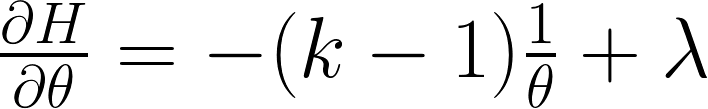 ∂H/∂θ = −(k − 1)1/θ + λ